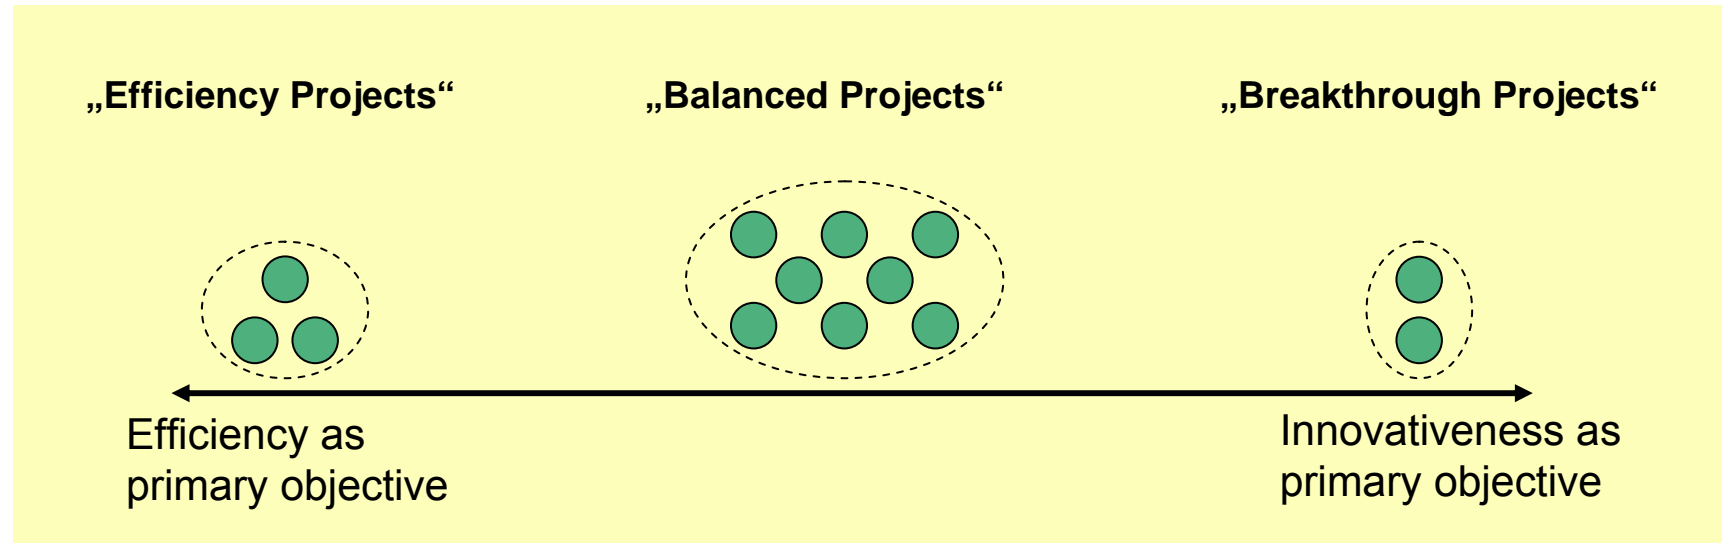 „Efficiency Projects“
„Balanced Projects“
„Breakthrough Projects“
Efficiency as
primary objective
Innovativeness as
primary objective